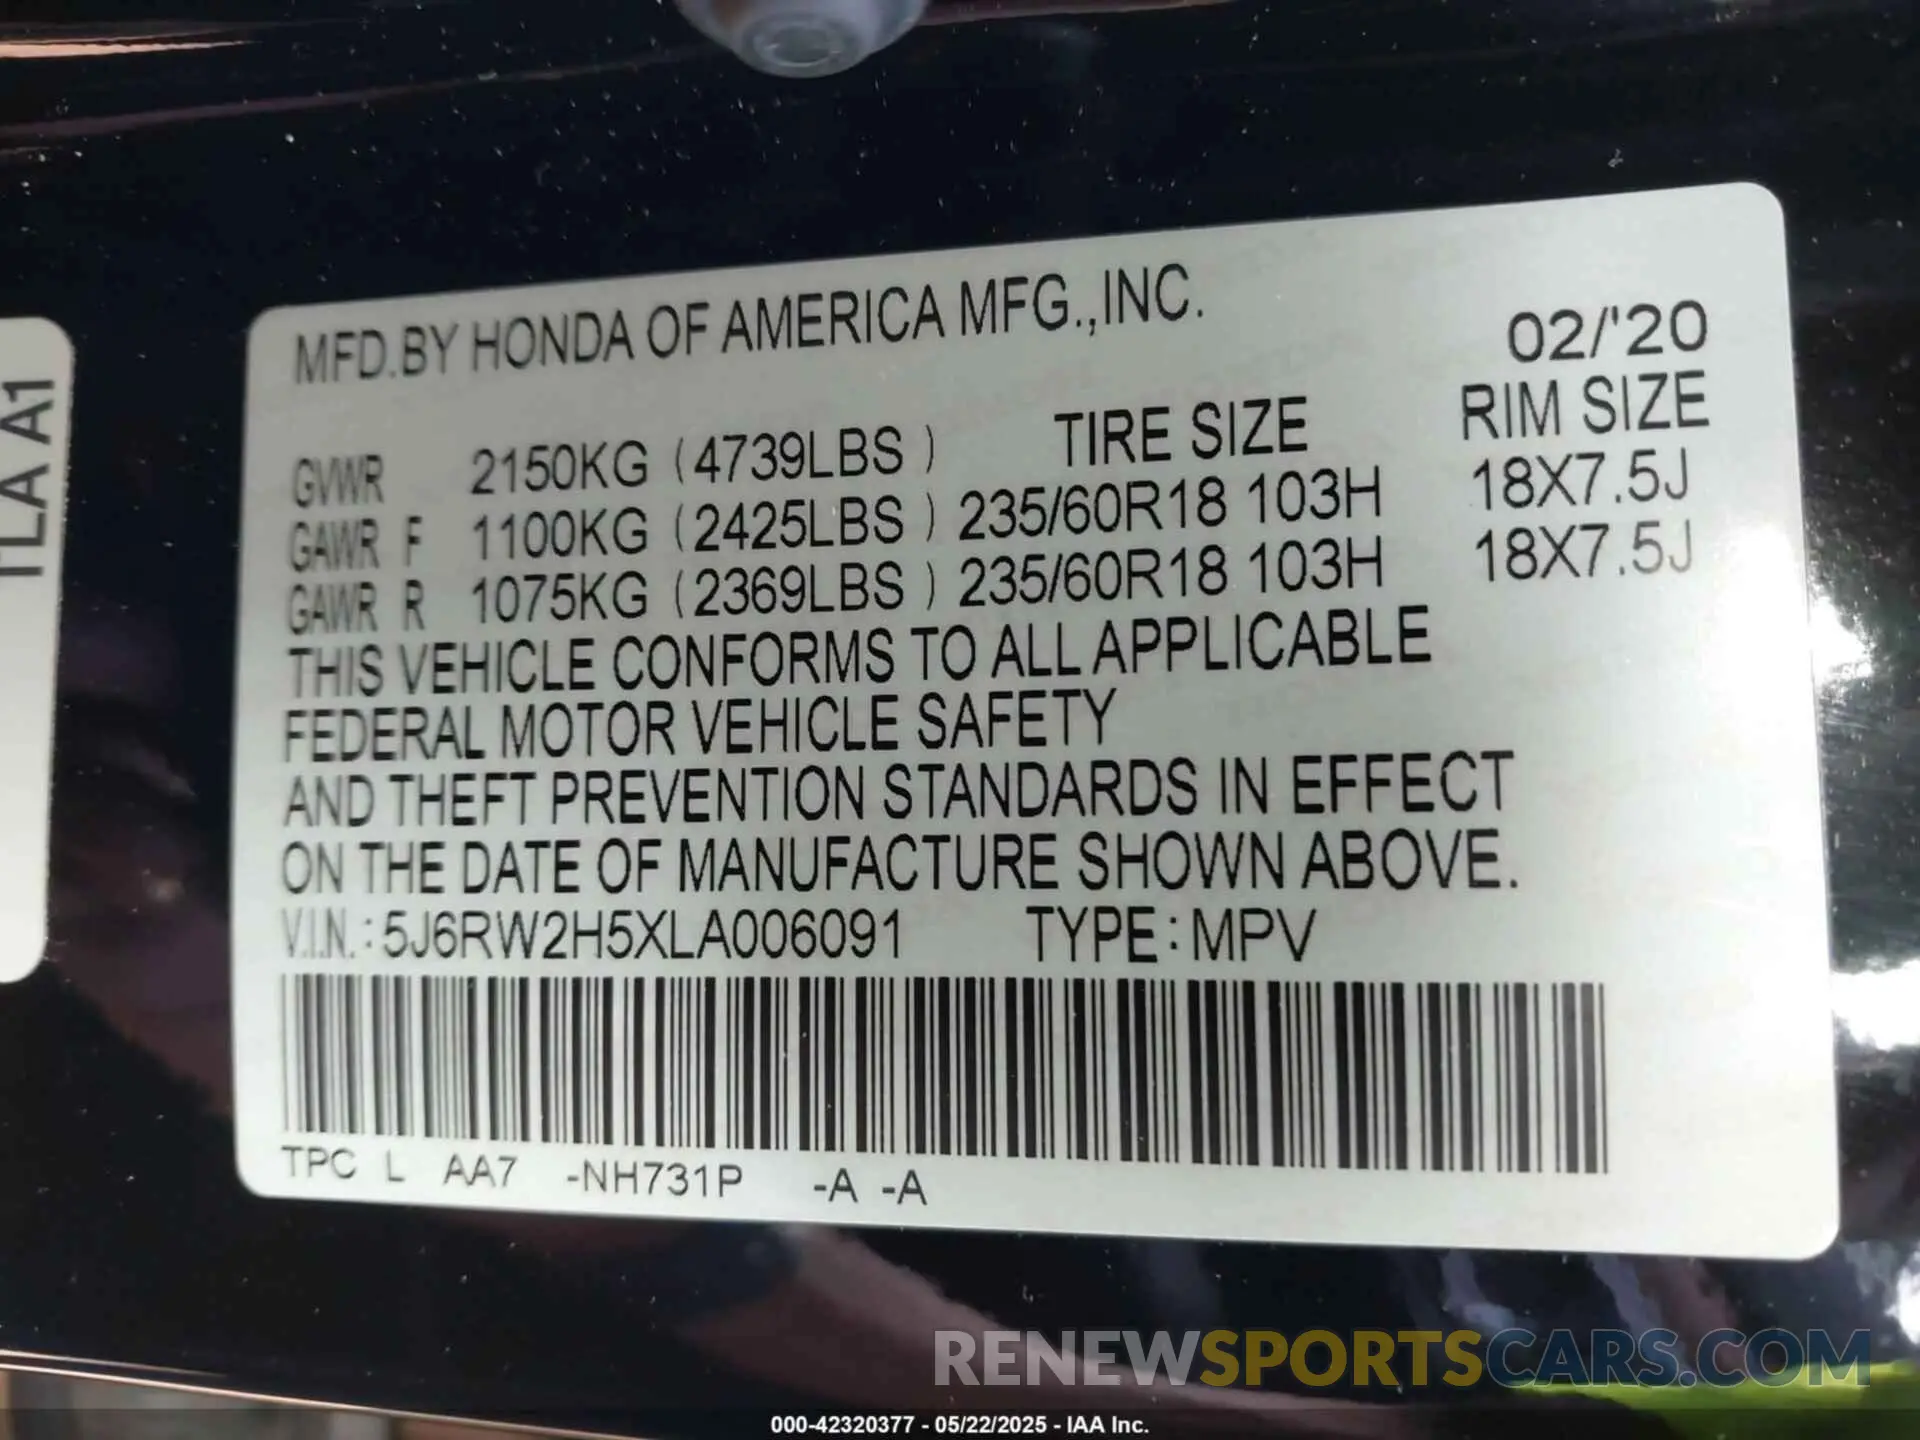 MFD.BY HONDA OF AMERICA MFG.,INC.
02/'20
GVWR 2150KG (4739LBS) TIRE SIZE RIM SIZE
GAWR F 1100KG (2425LBS) 235/60R18 103H 18X7.5J
GAWR R 1075KG (2369LBS) 235/60R18 103H 18X7.5J
THIS VEHICLE CONFORMS TO ALL APPLICABLE
FEDERAL MOTOR VEHICLE SAFETY
AND THEFT PREVENTION STANDARDS IN EFFECT
ON THE DATE OF MANUFACTURE SHOWN ABOVE.
V.I.N.: 5J6RW2H5XLA006091 TYPE: MPV
TPC L AA7 -NH731P -A -A
TLA A1
RENEWSPORTSCARS.COM
000-42320377 - 05/22/2025 - IAA Inc.